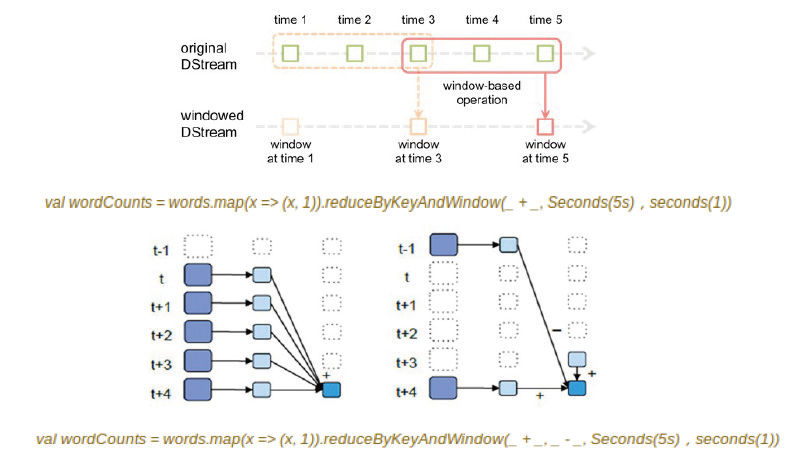 time 1 time 2 time 3 time 4 time 5
original
DStream
window-based
operation
windowed
DStream
window
at time 1
window
at time 3
window
at time 5
val wordCounts = words.map(x => (x, 1)).reduceByKeyAndWindow(_ + _, Seconds(5s) , seconds(1))
t-1
t
t+1
t+2
t+3
+
t+4
t-1
t
t+1
t+2
−
t+3
+
t+4
+
val wordCounts = words.map(x => (x, 1)).reduceByKeyAndWindow(_ + _, _ - _, Seconds(5s) , seconds(1))